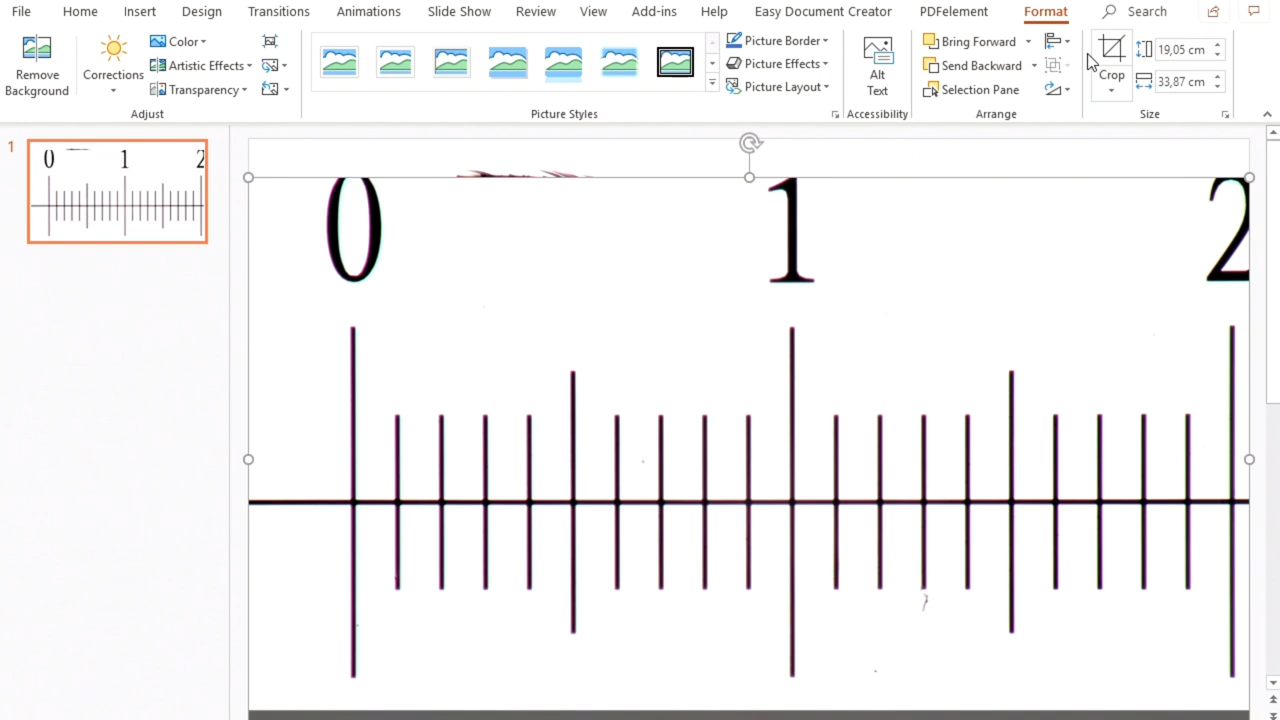 File Home Insert Design Transitions Animations Slide Show Review View Add-ins Help Easy Document Creator PDFelement Format Search
Remove Background
Corrections
Color
Artistic Effects
Transparency
Adjust
Picture Border
Picture Effects
Picture Layout
Picture Styles
Alt Text
Accessibility
Bring Forward
Send Backward
Selection Pane
Arrange
Crop
19,05 cm
33,87 cm
Size
1
0 1 2
0 1 2